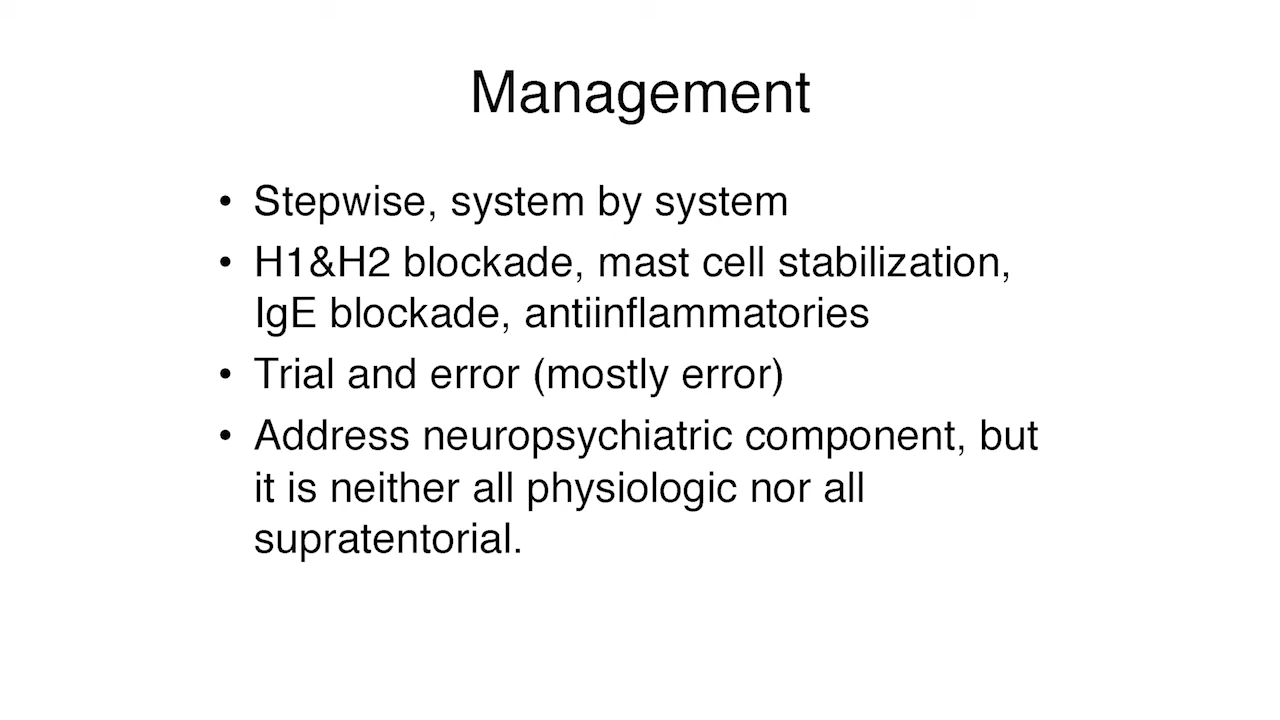 Management
• Stepwise, system by system
• H1&H2 blockade, mast cell stabilization,
IgE blockade, antiinflammatories
• Trial and error (mostly error)
• Address neuropsychiatric component, but
it is neither all physiologic nor all
supratentorial.